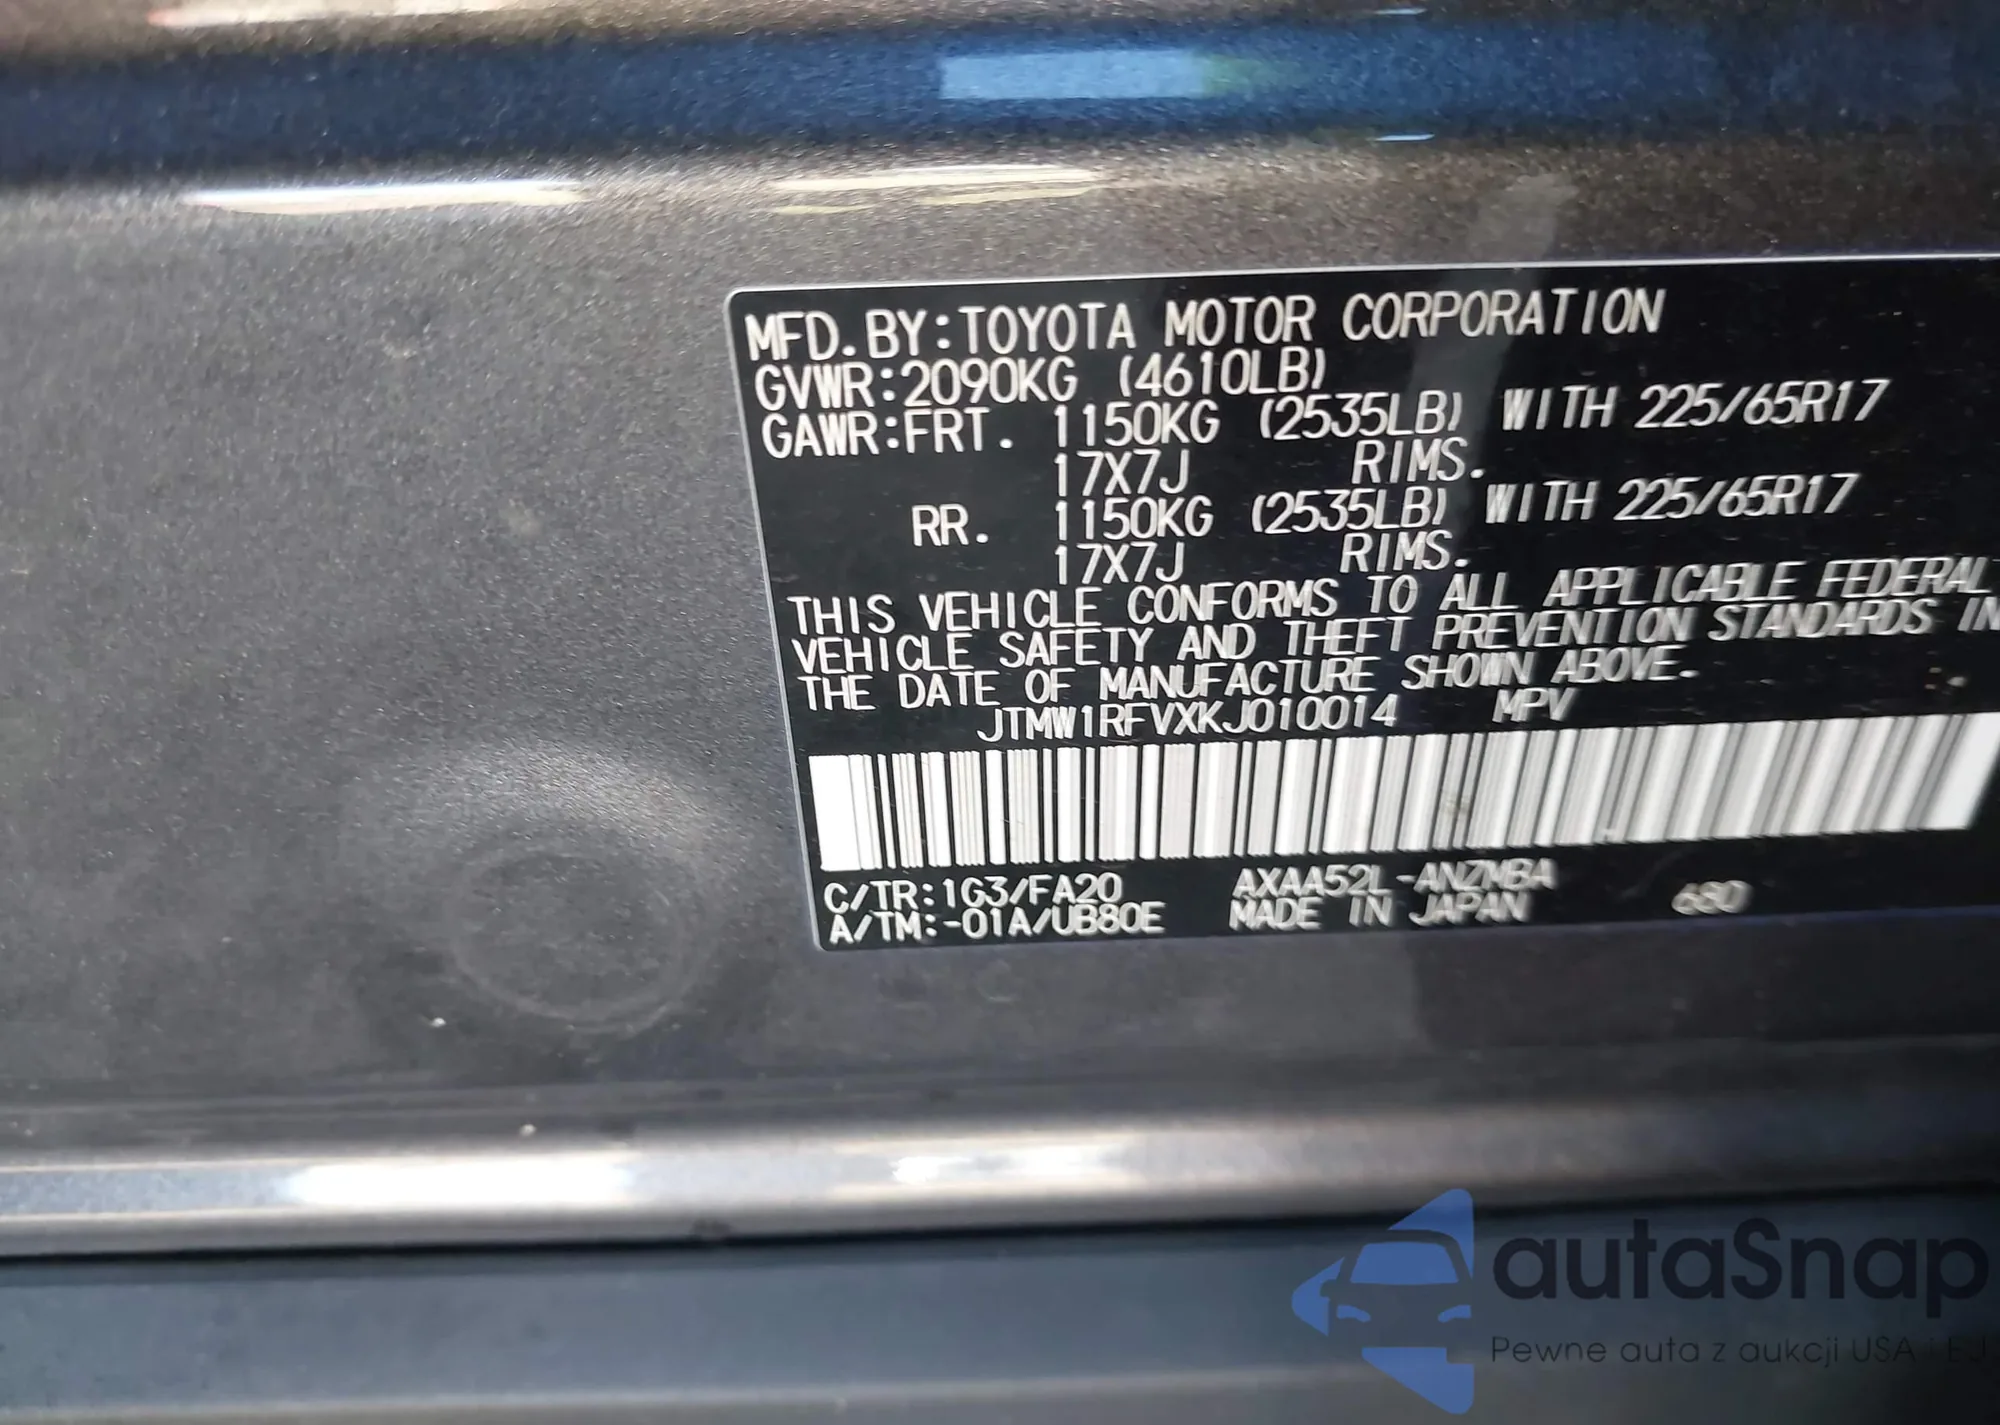 MFD.BY:TOYOTA MOTOR CORPORATION
GVWR:2090KG (4610LB)
GAWR:FRT. 1150KG (2535LB) WITH 225/65R17
17X7J RIMS.
RR. 1150KG (2535LB) WITH 225/65R17
17X7J RIMS.
THIS VEHICLE CONFORMS TO ALL APPLICABLE FEDERAL
VEHICLE SAFETY AND THEFT PREVENTION STANDARDS IN
THE DATE OF MANUFACTURE SHOWN ABOVE.
JTMW1RFVXKJ010014 MPV
C/TR:1G3/FA20 AXAA52L-ANZMBA
A/TM:-01A/UB80E MADE IN JAPAN 680
autaSnap
Pewne auta z aukcji USA i EJ